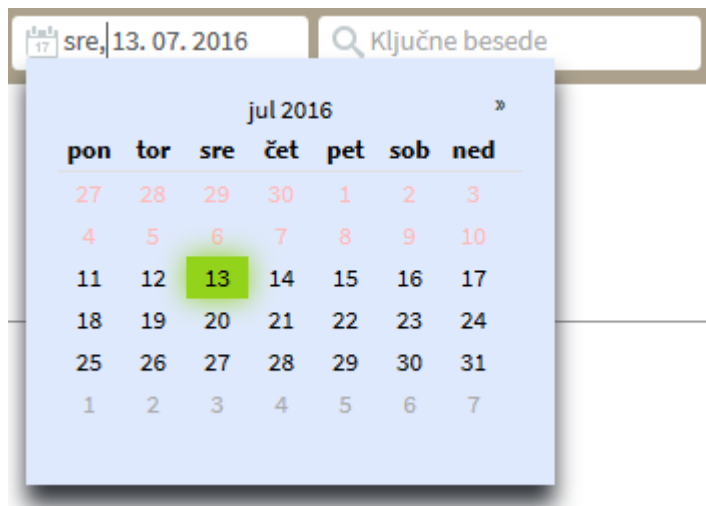 17 sre, 13. 07. 2016 Ključne besede
jul 2016 »
pon tor sre čet pet sob ned
27 28 29 30 1 2 3
4 5 6 7 8 9 10
11 12 13 14 15 16 17
18 19 20 21 22 23 24
25 26 27 28 29 30 31
1 2 3 4 5 6 7